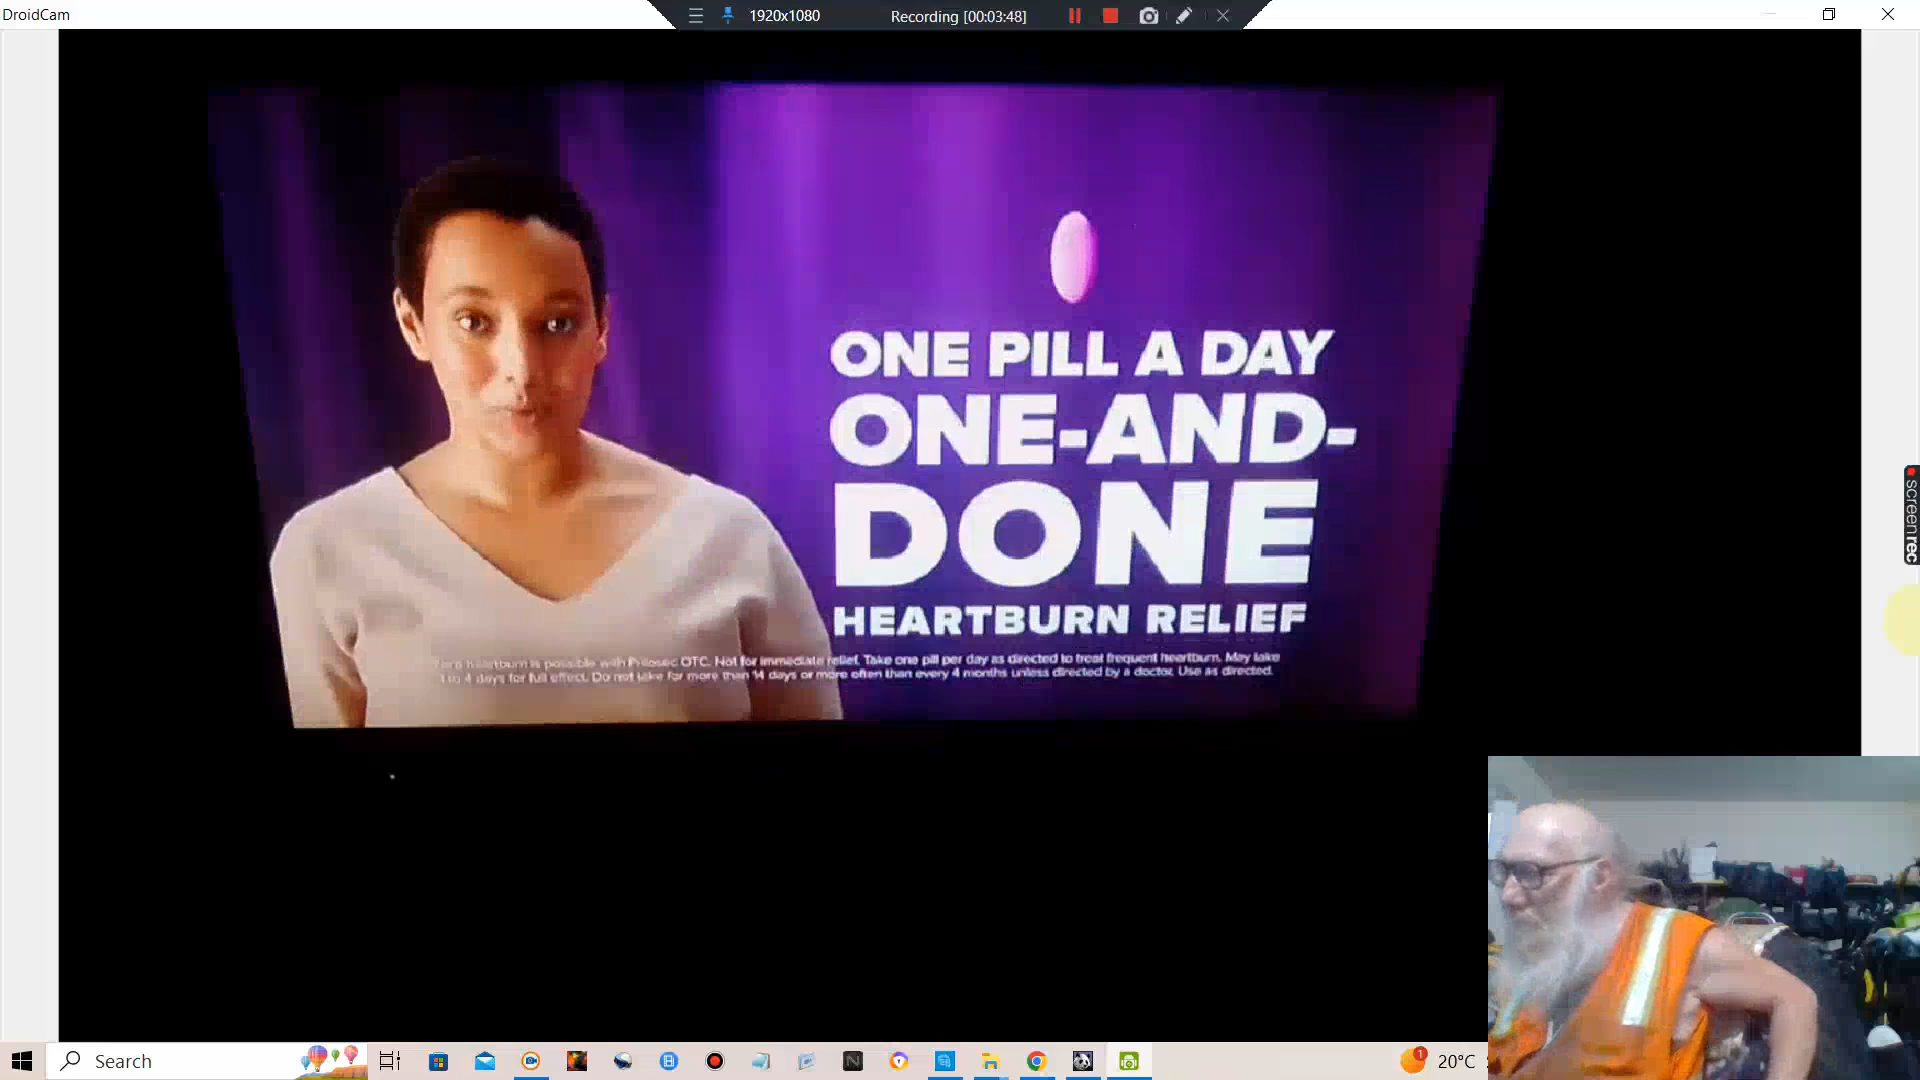 DroidCam
1920x1080
Recording [00:03:48]
ONE PILL A DAY
ONE-AND-
DONE
HEARTBURN RELIEF
heartburn is possible with Prilosec OTC. Not for immediate relief. Take one pill per day as directed to treat frequent heartburn. May take
1 to 4 days for full effect. Do not take for more than 14 days or more often than every 4 months unless directed by a doctor. Use as directed.
screenrec
Search
1
20°C